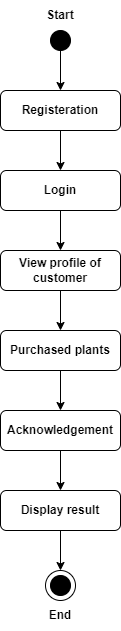 Start
Registeration
Login
View profile of
customer
Purchased plants
Acknowledgement
Display result
End